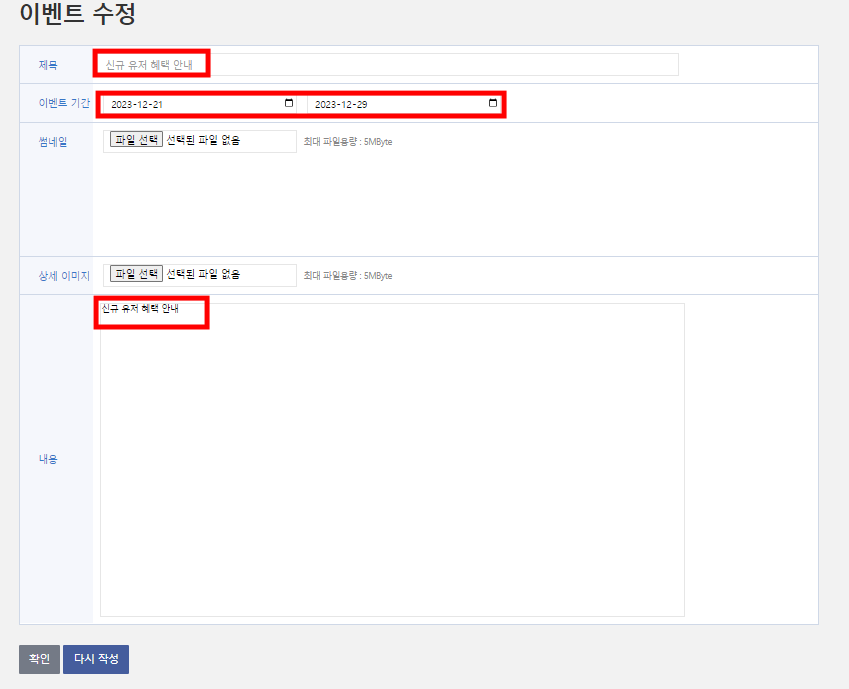 이벤트 수정
제목 신규 유저 혜택 안내
이벤트 기간 2023-12-21 2023-12-29
썸네일 파일 선택 선택된 파일 없음 최대 파일용량 : 5MByte
상세 이미지 파일 선택 선택된 파일 없음 최대 파일용량 : 5MByte
신규 유저 혜택 안내
내용
확인 다시 작성